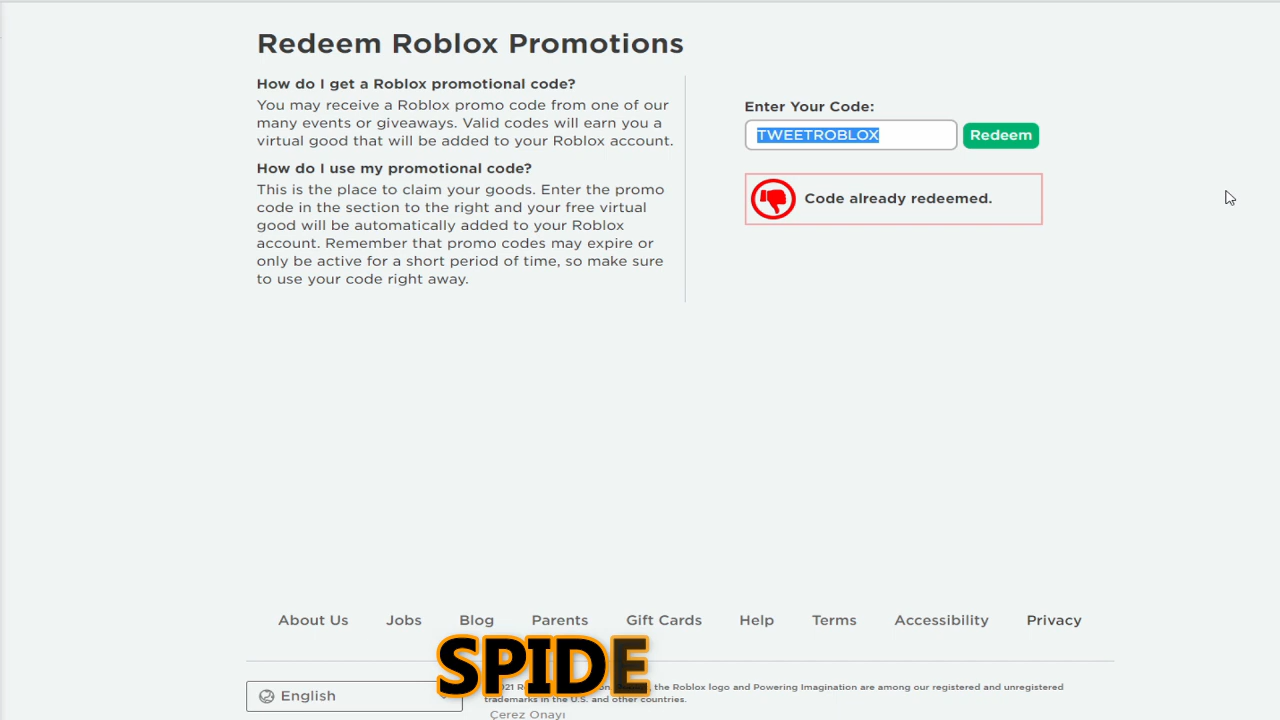 Redeem Roblox Promotions
How do I get a Roblox promotional code?
You may receive a Roblox promo code from one of our
many events or giveaways. Valid codes will earn you a
virtual good that will be added to your Roblox account.
How do I use my promotional code?
This is the place to claim your goods. Enter the promo
code in the section to the right and your free virtual
good will be automatically added to your Roblox
account. Remember that promo codes may expire or
only be active for a short period of time, so make sure
to use your code right away.
Enter Your Code:
TWEETROBLOX Redeem
Code already redeemed.
About Us Jobs Blog Parents Gift Cards Help Terms Accessibility Privacy
SPIDE
English
the Roblox logo and Powering Imagination are among our registered and unregistered
trademarks in the U.S. and other countries.
Çerez Onayı